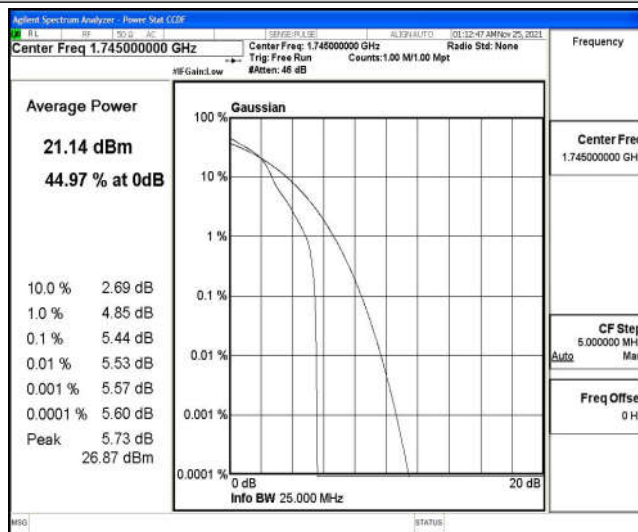 Agilent Spectrum Analyzer - Power Stat CCDF
RL RF 50 Ω AC SENSE:PULSE ALIGN AUTO 01:12:47 AM Nov 25, 2021
Center Freq 1.745000000 GHz
Center Freq: 1.745000000 GHz Radio Std: None
Trig: Free Run Counts:1.00 M/1.00 Mpt
#IFGain:Low #Atten: 46 dB
Frequency
Average Power
21.14 dBm
44.97 % at 0dB
10.0 % 2.69 dB
1.0 % 4.85 dB
0.1 % 5.44 dB
0.01 % 5.53 dB
0.001 % 5.57 dB
0.0001 % 5.60 dB
Peak 5.73 dB
26.87 dBm
Gaussian
100 %
10 %
1 %
0.1 %
0.01 %
0.001 %
0.0001 %
0 dB 20 dB
Info BW 25.000 MHz
Center Fre
1.745000000 GH
CF Step
5.000000 MH
Auto Ma
Freq Offse
0 H
MSG STATUS